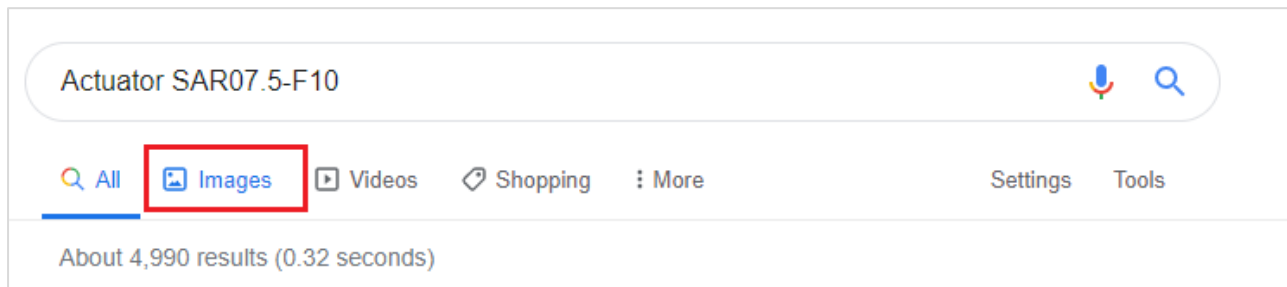 Actuator SAR07.5-F10
All Images Videos Shopping More Settings Tools
About 4,990 results (0.32 seconds)